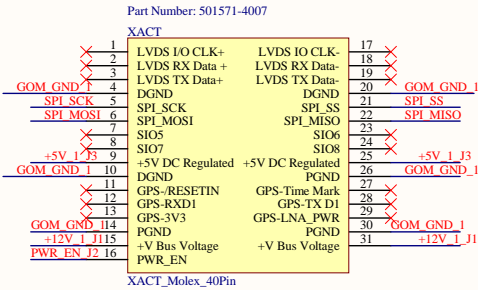 Part Number: 501571-4007
XACT
1 LVDS I/O CLK+ LVDS IO CLK- 17
2 LVDS RX Data + LVDS RX Data- 18
3 LVDS TX Data+ LVDS TX Data- 19
GOM_GND_1 4 DGND DGND 20 GOM_GND_1
SPI_SCK 5 SPI_SCK SPI_SS 21 SPI_SS
SPI_MOSI 6 SPI_MOSI SPI_MISO 22 SPI_MISO
7 SIO5 SIO6 23
8 SIO7 SIO8 24
+5V_1_J3 9 +5V DC Regulated +5V DC Regulated 25 +5V_1_J3
GOM_GND_1 10 DGND PGND 26 GOM_GND_1
11 GPS-/RESETIN GPS-Time Mark 27
12 GPS-RXD1 GPS-TX D1 28
13 GPS-3V3 GPS-LNA_PWR 29
GOM_GND_1 14 PGND PGND 30 GOM_GND_1
+12V_1_J1 15 +V Bus Voltage +V Bus Voltage 31 +12V_1_J1
PWR_EN_J2 16 PWR_EN
XACT_Molex_40Pin